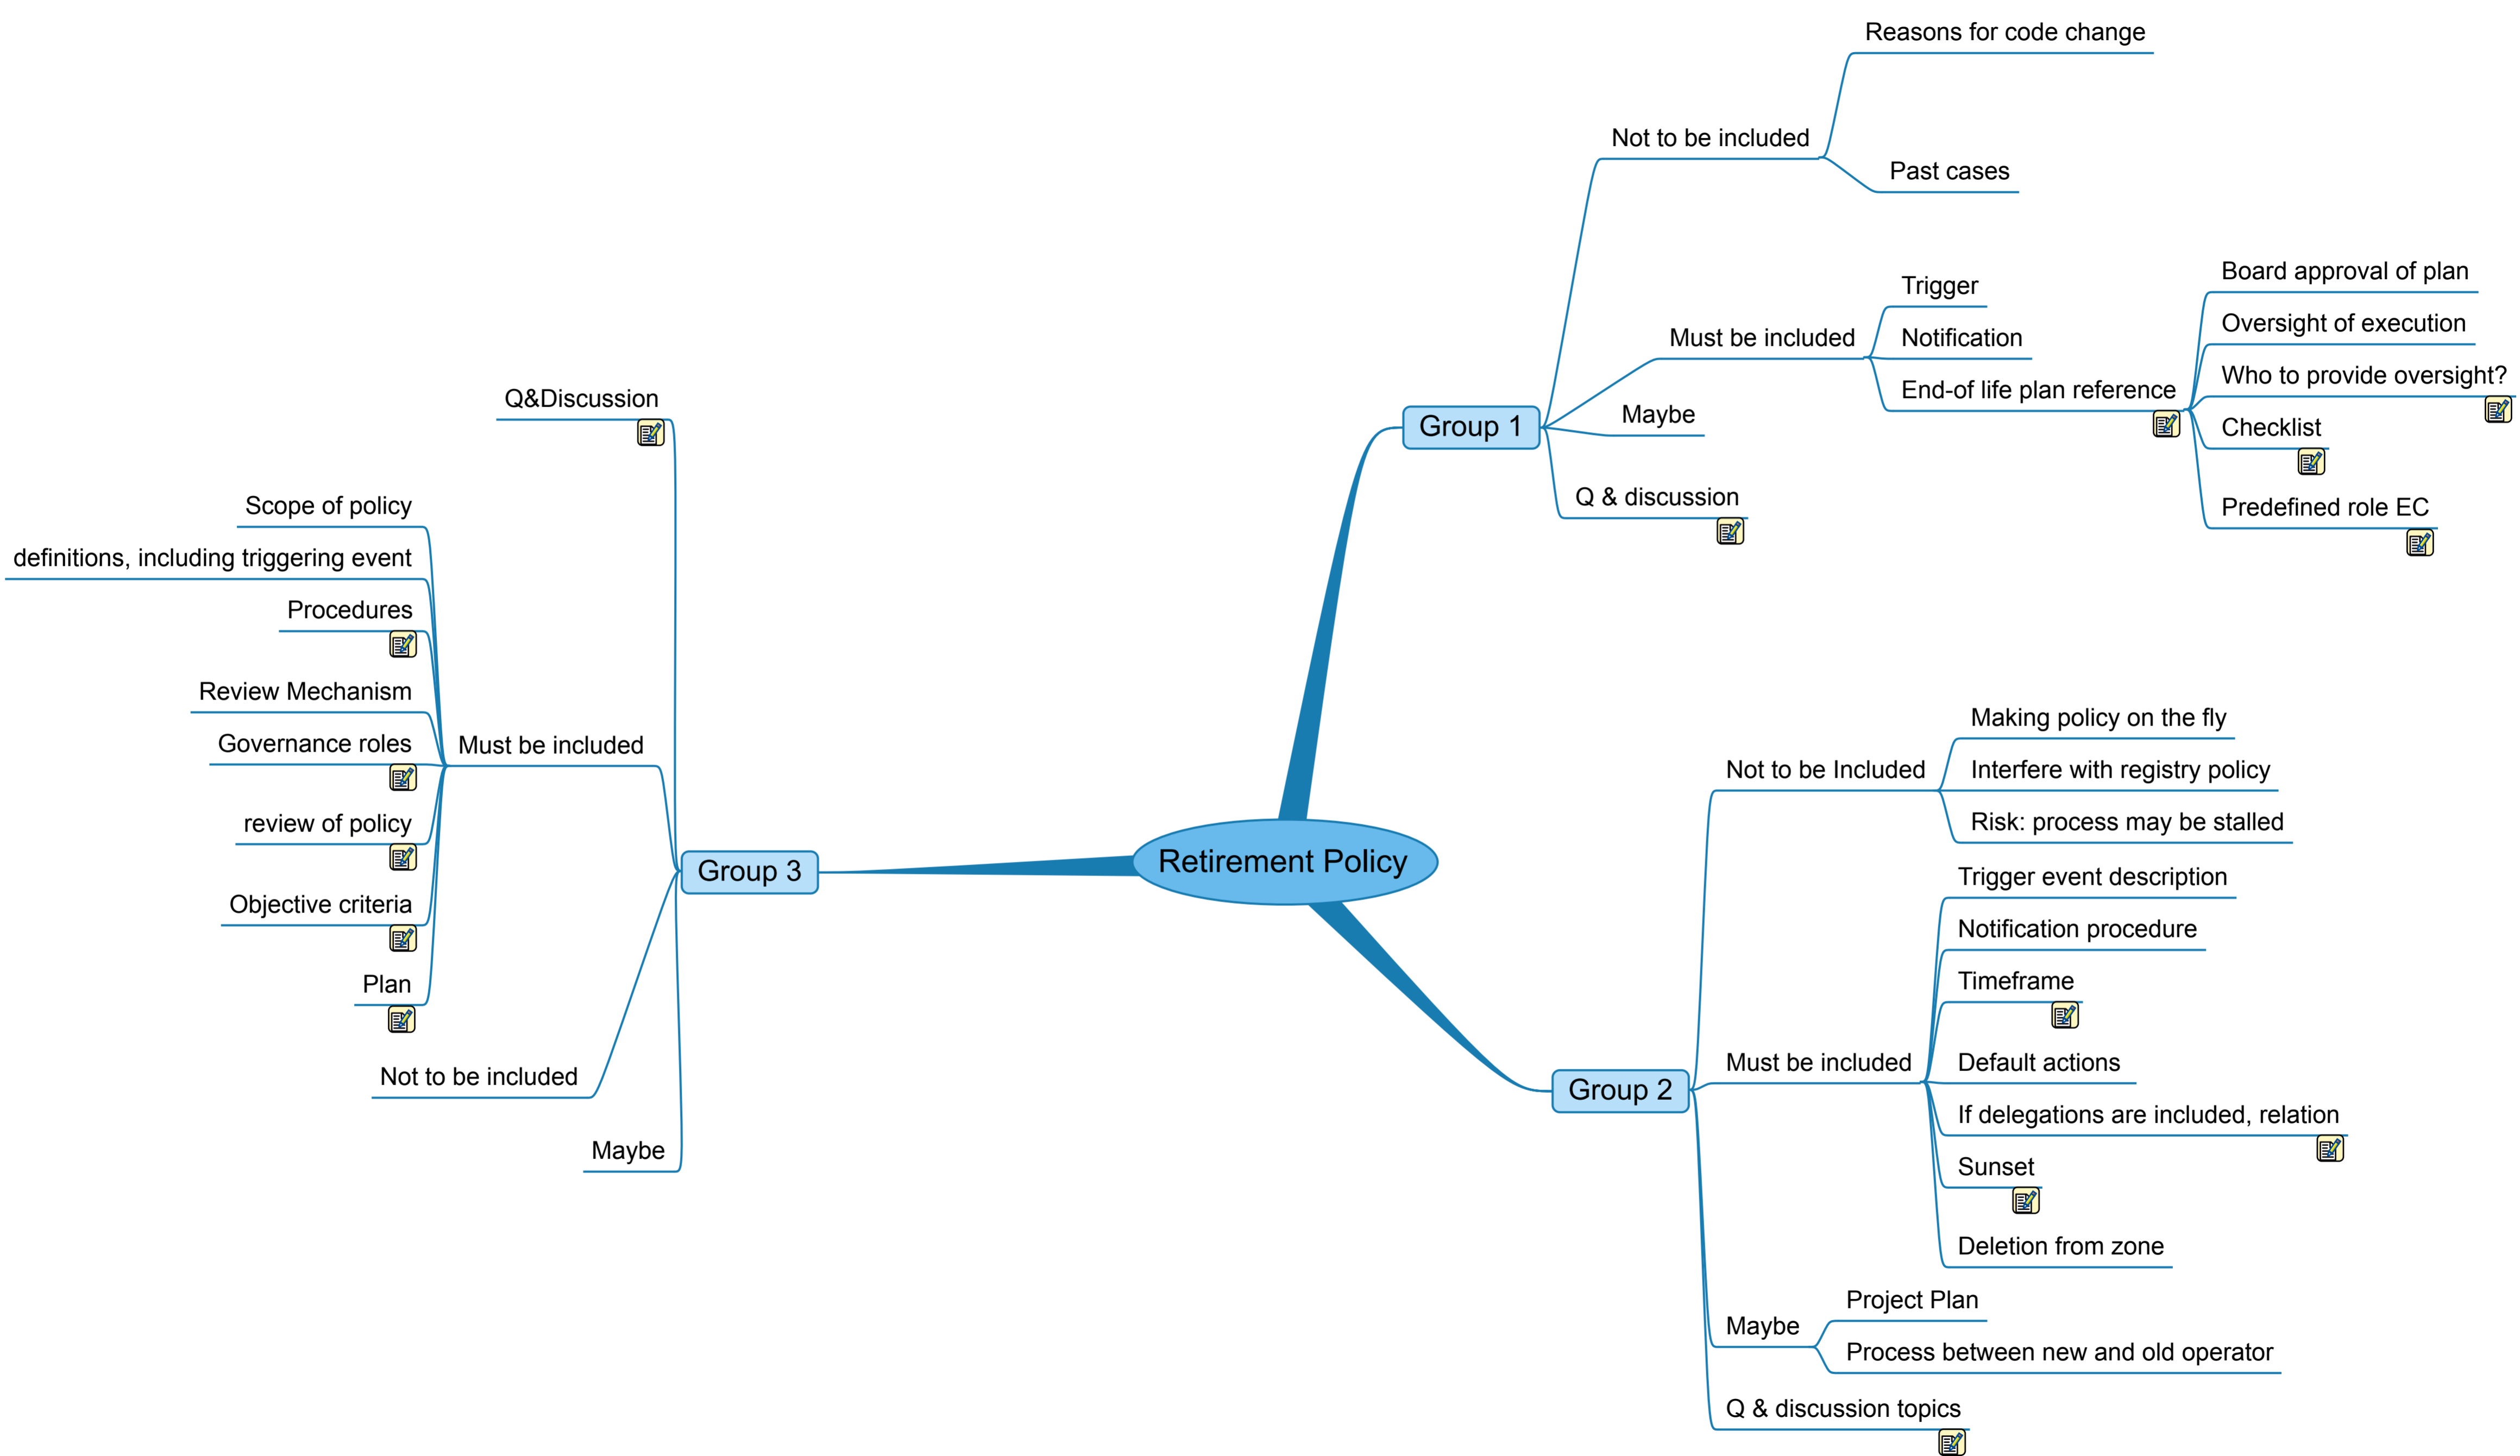 Retirement Policy
Group 1
Not to be included
Reasons for code change
Past cases
Must be included
Trigger
Notification
End-of life plan reference
Board approval of plan
Oversight of execution
Who to provide oversight?
Checklist
Predefined role EC
Maybe
Q & discussion
Group 2
Not to be Included
Making policy on the fly
Interfere with registry policy
Risk: process may be stalled
Must be included
Trigger event description
Notification procedure
Timeframe
Default actions
If delegations are included, relation
Sunset
Deletion from zone
Maybe
Project Plan
Process between new and old operator
Q & discussion topics
Group 3
Q&Discussion
Must be included
Scope of policy
definitions, including triggering event
Procedures
Review Mechanism
Governance roles
review of policy
Objective criteria
Plan
Not to be included
Maybe